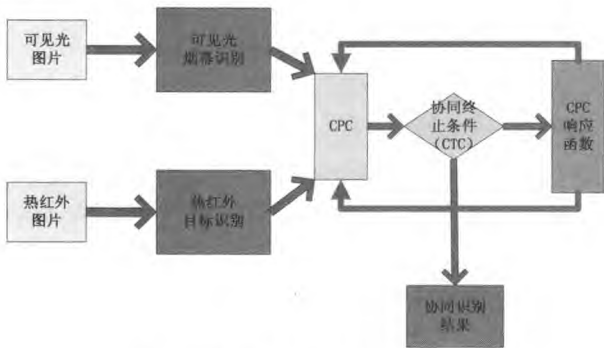 可见光
图片
可见光
烟幕识别
CPC
协同终
止条件
(CTC)
CPC
响应
函数
热红外
图片
热红外
目标识别
协同识别
结果